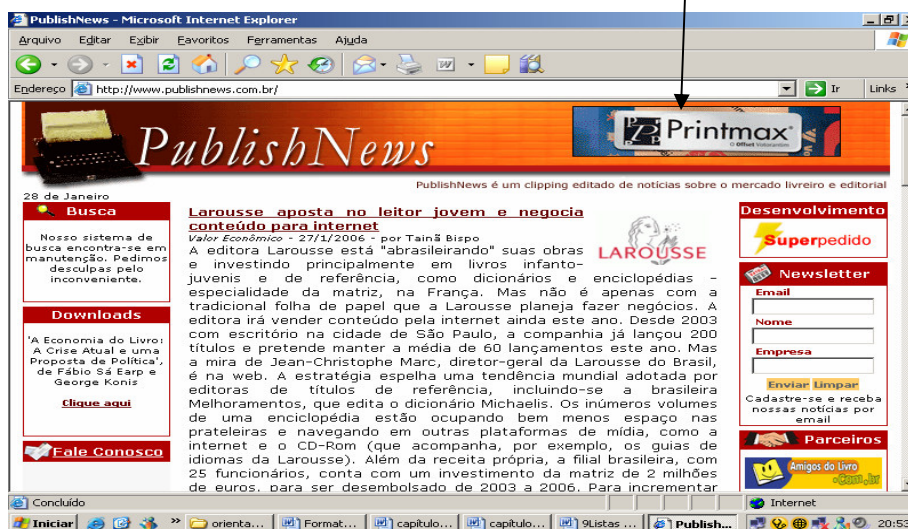 PublishNews - Microsoft Internet Explorer
Arquivo Editar Exibir Favoritos Ferramentas Ajuda
Endereço http://www.publishnews.com.br/ Ir Links
PublishNews
Printmax
Offset Votorantim
PublishNews é um clipping editado de notícias sobre o mercado livreiro e editorial
28 de Janeiro
Busca
Nosso sistema de
busca encontra-se em
manutenção. Pedimos
desculpas pelo
inconveniente.
Downloads
'A Economia do Livro:
A Crise Atual e uma
Proposta de Política',
de Fábio Sá Earp e
George Konis
Clique aqui
Fale Conosco
Larousse aposta no leitor jovem e negocia
conteúdo para internet
Valor Econômico - 27/1/2006 - por Tainã Bispo
A editora Larousse está "abrasileirando" suas obras
e investindo principalmente em livros infanto-
juvenis e de referência, como dicionários e enciclopédias -
especialidade da matriz, na França. Mas não é apenas com a
tradicional folha de papel que a Larousse planeja fazer negócios. A
editora irá vender conteúdo pela internet ainda este ano. Desde 2003
com escritório na cidade de São Paulo, a companhia já lançou 200
títulos e pretende manter a média de 60 lançamentos este ano. Mas
a mira de Jean-Christophe Marc, diretor-geral da Larousse do Brasil,
é na web. A estratégia espelha uma tendência mundial adotada por
editoras de títulos de referência, incluindo-se a brasileira
Melhoramentos, que edita o dicionário Michaelis. Os inúmeros volumes
de uma enciclopédia estão ocupando bem menos espaço nas
prateleiras e navegando em outras plataformas de mídia, como a
internet e o CD-Rom (que acompanha, por exemplo, os guias de
idiomas da Larousse). Além da receita própria, a filial brasileira, com
25 funcionários, conta com um investimento da matriz de 2 milhões
de euros, para ser desembolsado de 2003 a 2006. Para incrementar
LAROUSSE
Desenvolvimento
Superpedido
Newsletter
Email
Nome
Empresa
Enviar Limpar
Cadastre-se e receba
nossas notícias por
email
Parceiros
Amigos do Livro
.com.br
Concluído Internet
Iniciar » orienta... Format... capítulo... capítulo... 9Listas ... Publish... 20:53